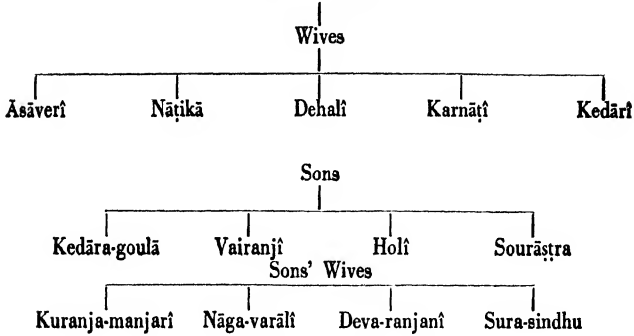 Wives
Āsāverî Nāṭikā Dehalî Karnāṭî Kedārî
Sons
Kedāra-goulā Vairanjî Holî Sourāṣṭra
Sons' Wives
Kuranja-manjarî Nāga-varālî Deva-ranjanî Sura-sindhu